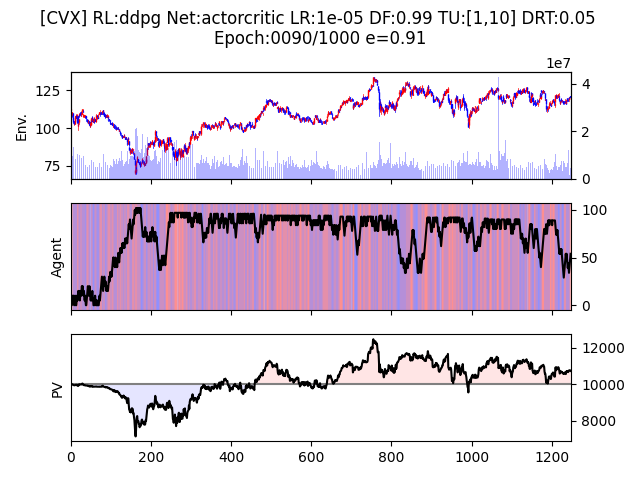 [CVX] RL:ddpg Net:actorcritic LR:1e-05 DF:0.99 TU:[1,10] DRT:0.05
Epoch:0090/1000 e=0.91
1e7
125
100
75
Env.
4
2
0
Agent
100
50
0
PV
12000
10000
8000
0 200 400 600 800 1000 1200